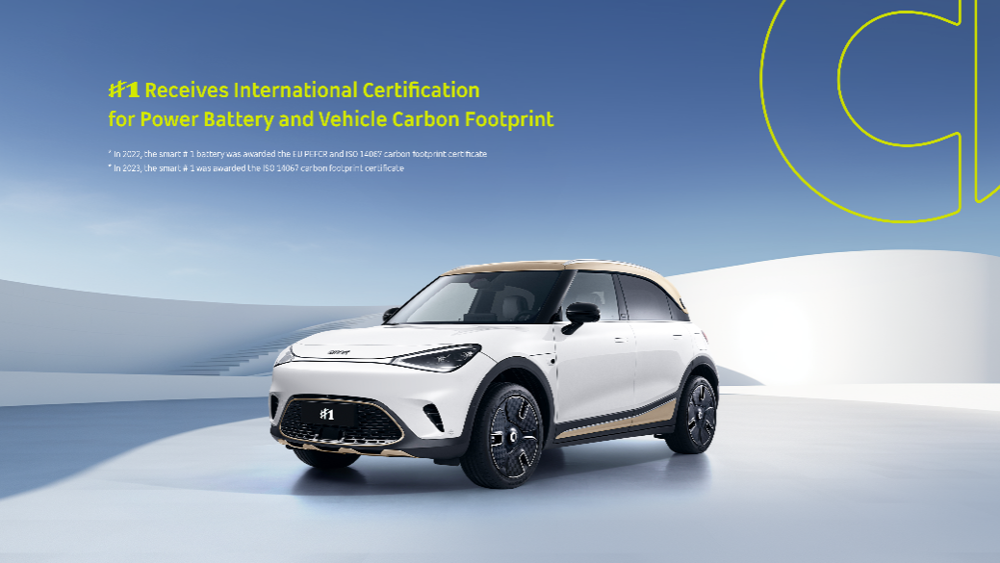 #1 Receives International Certification
for Power Battery and Vehicle Carbon Footprint
* In 2022, the smart # 1 battery was awarded the EU PEFCR and ISO 14067 carbon footprint certificate
* In 2023, the smart # 1 was awarded the ISO 14067 carbon footprint certificate
smart
#1